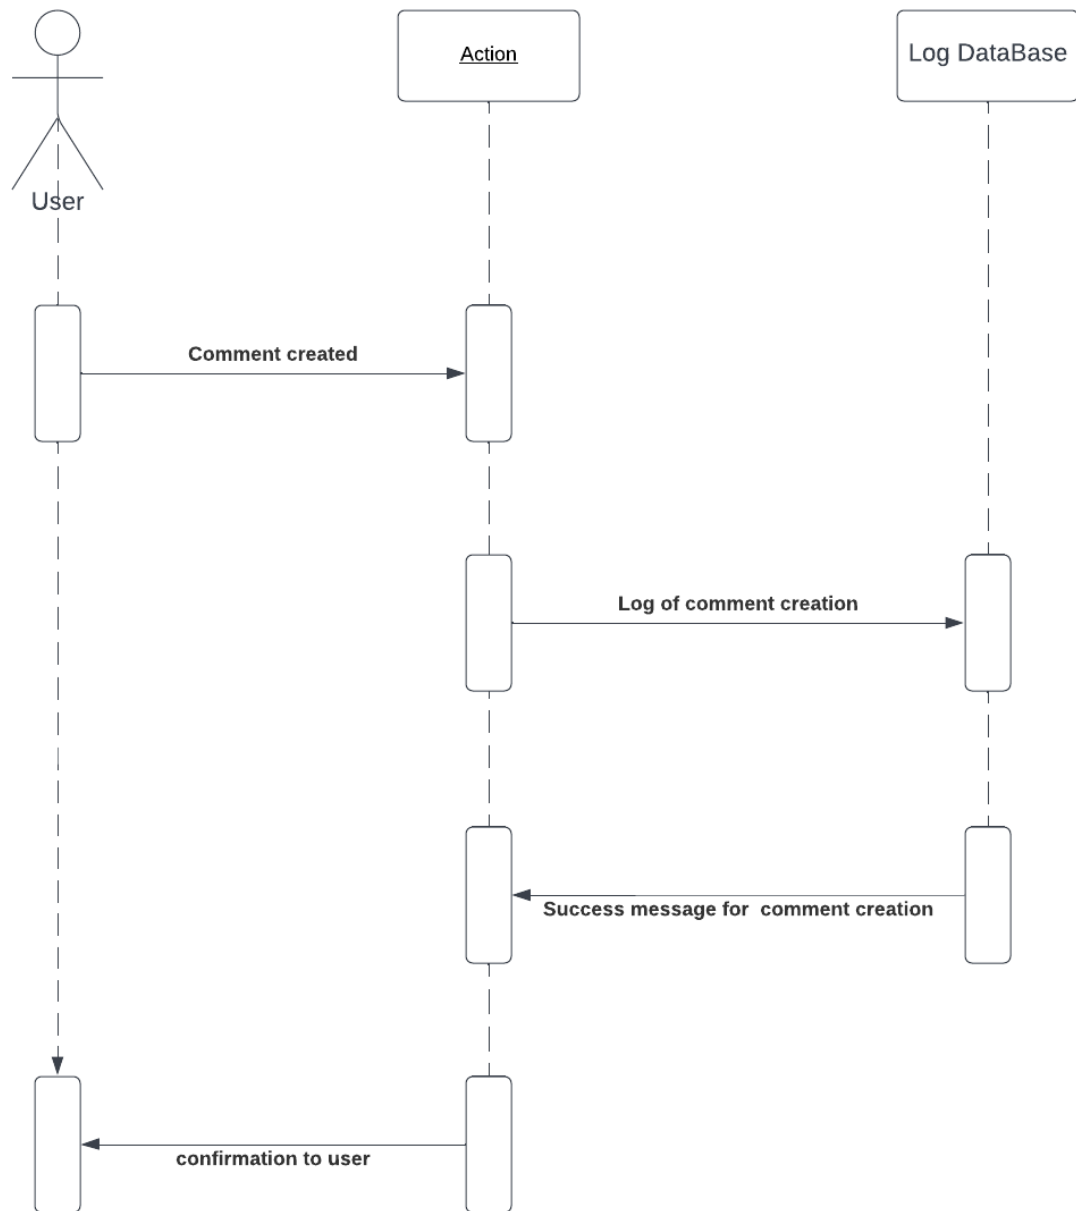 Action
Log DataBase
User
Comment created
Log of comment creation
Success message for  comment creation
confirmation to user